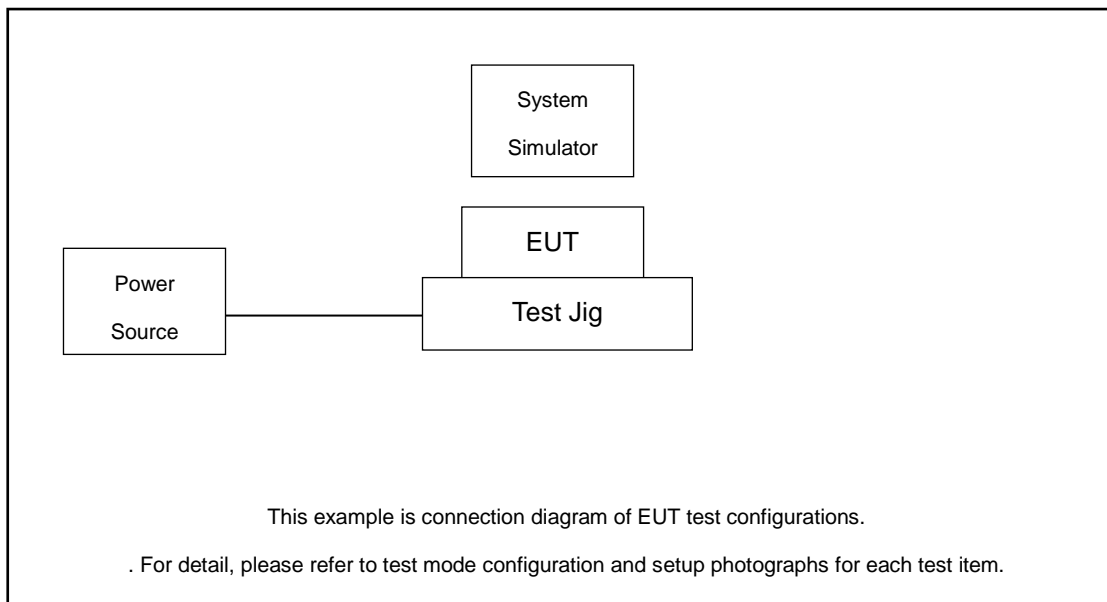 System
Simulator
EUT
Power
Source
Test Jig
This example is connection diagram of EUT test configurations.
. For detail, please refer to test mode configuration and setup photographs for each test item.